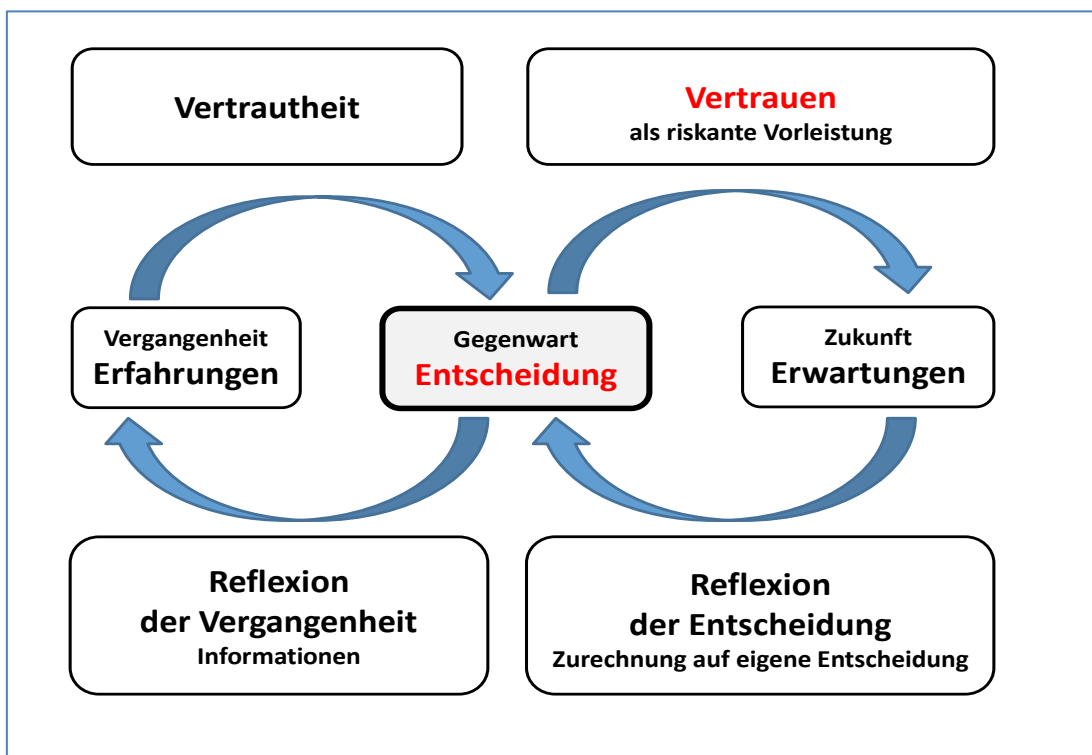 Vertrautheit
Vertrauen
als riskante Vorleistung
Vergangenheit
Erfahrungen
Gegenwart
Entscheidung
Zukunft
Erwartungen
Reflexion
der Vergangenheit
Informationen
Reflexion
der Entscheidung
Zurechnung auf eigene Entscheidung